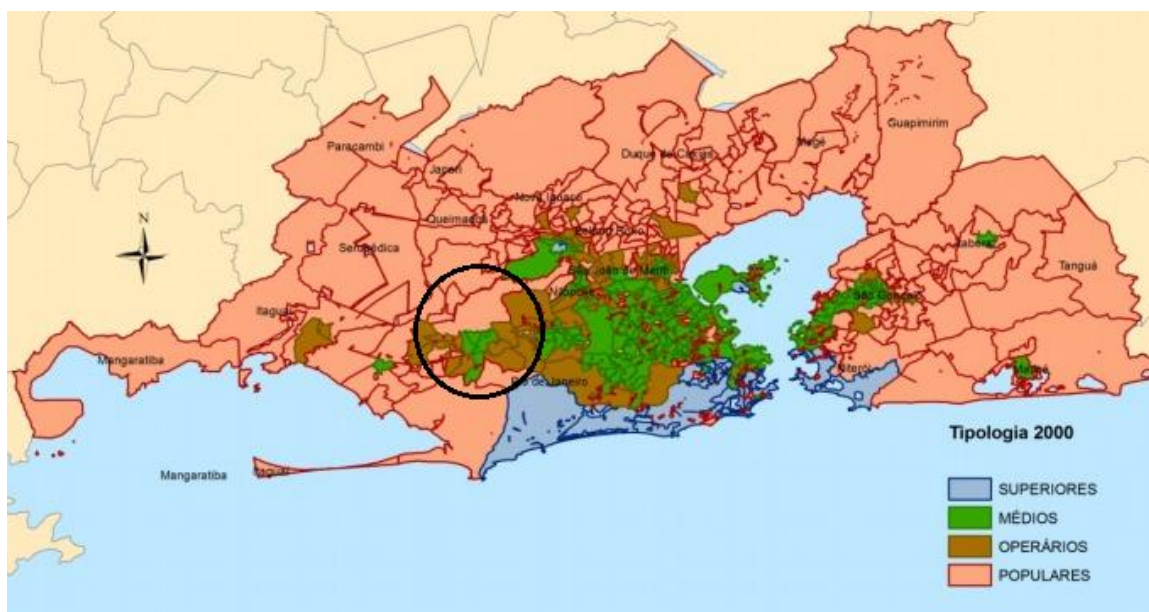 Guapimirim
Magé
Paracambi
Duque de Caxias
Japeri
Nova Iguaçu
Queimados
Belford Roxo
Itaboraí
Seropédica
Tanguá
São João de Meriti
São Gonçalo
Nilópolis
Itaguaí
Mangaratiba
Maricá
Niterói
Rio de Janeiro
N
Tipologia 2000
Mangaratiba
Itaguaí
SUPERIORES
MÉDIOS
OPERÁRIOS
POPULARES